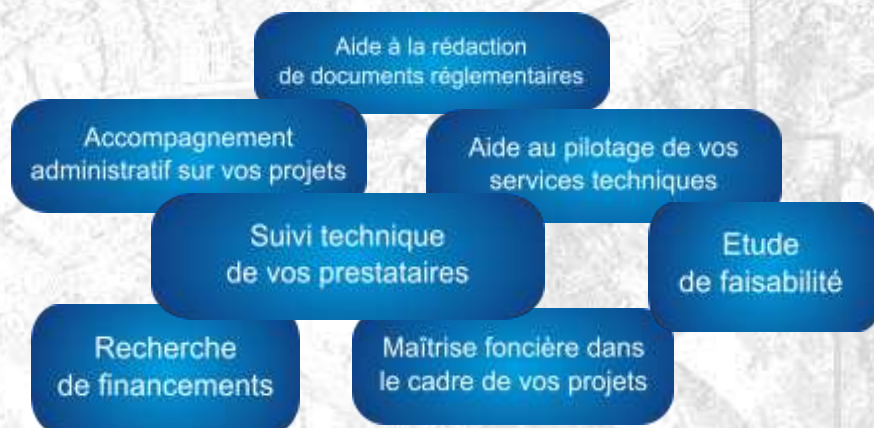 Aide à la rédaction
de documents réglementaires
Accompagnement
administratif sur vos projets
Aide au pilotage de vos
services techniques
Suivi technique
de vos prestataires
Etude
de faisabilité
Recherche
de financements
Maîtrise foncière dans
le cadre de vos projets